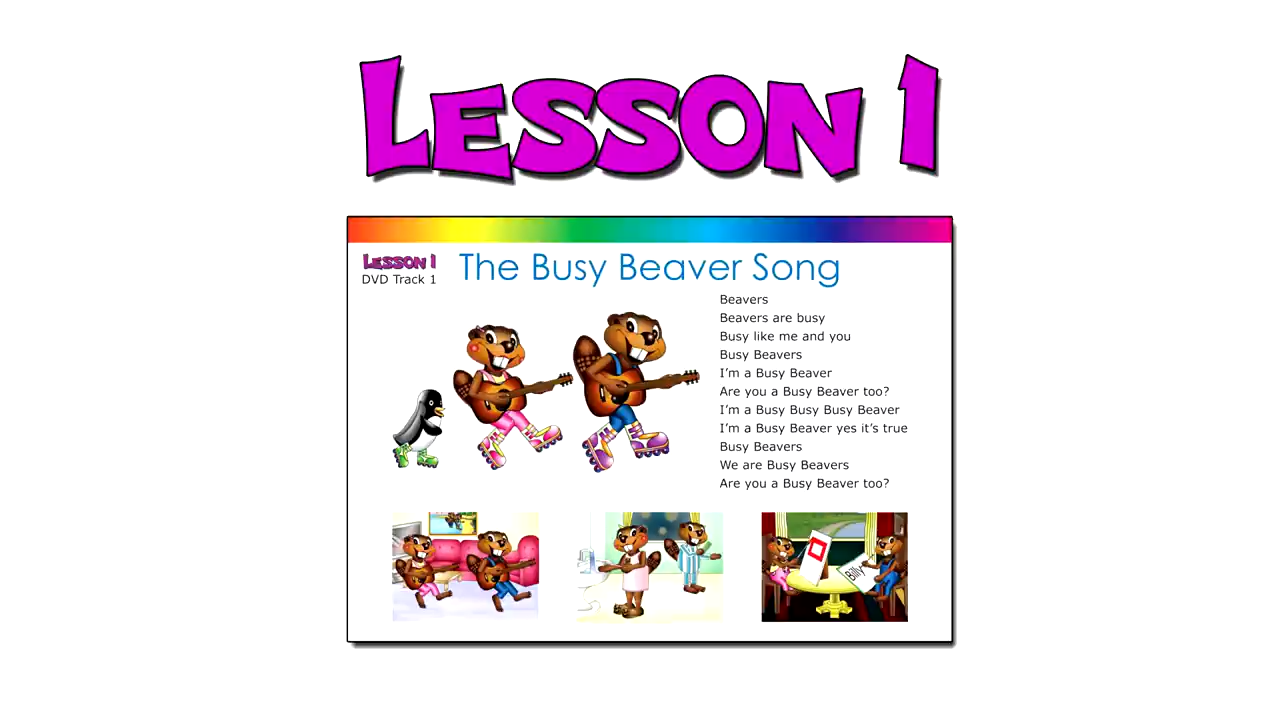 LESSON 1
LESSON 1
DVD Track 1
The Busy Beaver Song
Beavers
Beavers are busy
Busy like me and you
Busy Beavers
I'm a Busy Beaver
Are you a Busy Beaver too?
I'm a Busy Busy Busy Beaver
I'm a Busy Beaver yes it's true
Busy Beavers
We are Busy Beavers
Are you a Busy Beaver too?
Billy